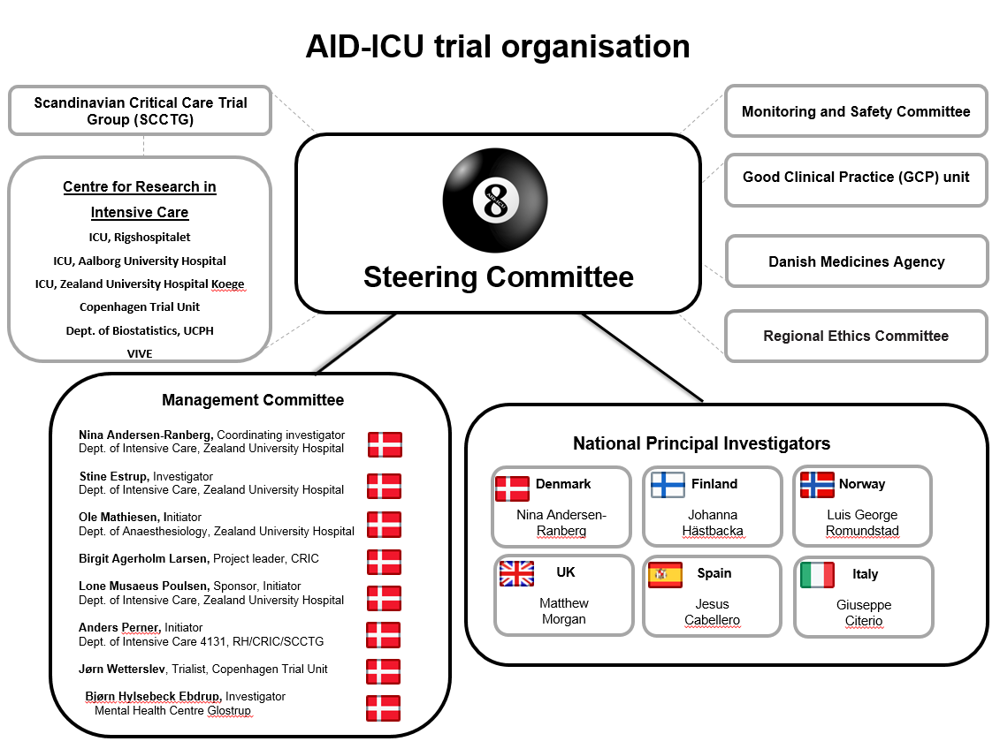 AID-ICU trial organisation
Scandinavian Critical Care Trial
Group (SCCTG)
Centre for Research in
Intensive Care
ICU, Rigshospitalet
ICU, Aalborg University Hospital
ICU, Zealand University Hospital Koege
Copenhagen Trial Unit
Dept. of Biostatistics, UCPH
VIVE
8
AID-ICU
Steering Committee
Monitoring and Safety Committee
Good Clinical Practice (GCP) unit
Danish Medicines Agency
Regional Ethics Committee
Management Committee
Nina Andersen-Ranberg, Coordinating investigator
Dept. of Intensive Care, Zealand University Hospital
Stine Estrup, Investigator
Dept. of Intensive Care, Zealand University Hospital
Ole Mathiesen, Initiator
Dept. of Anaesthesiology, Zealand University Hospital
Birgit Agerholm Larsen, Project leader, CRIC
Lone Musaeus Poulsen, Sponsor, Initiator
Dept. of Intensive Care, Zealand University Hospital
Anders Perner, Initiator
Dept. of Intensive Care 4131, RH/CRIC/SCCTG
Jørn Wetterslev, Trialist, Copenhagen Trial Unit
Bjørn Hylsebeck Ebdrup, Investigator
Mental Health Centre Glostrup
National Principal Investigators
Denmark
Nina Andersen-
Ranberg
Finland
Johanna
Hästbacka
Norway
Luis George
Romundstad
UK
Matthew
Morgan
Spain
Jesus
Cabellero
Italy
Giuseppe
Citerio